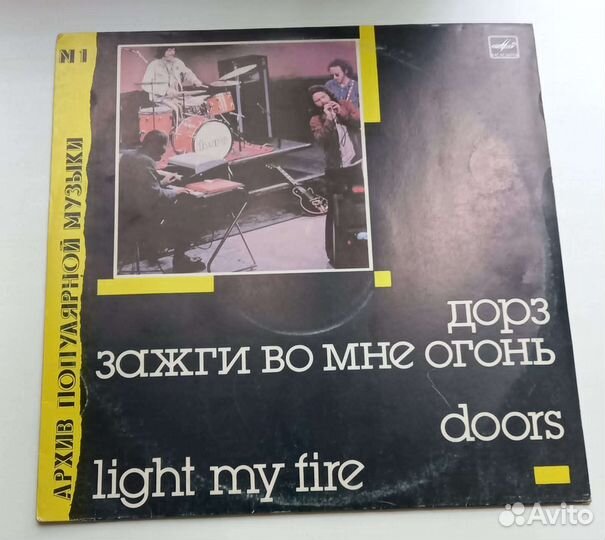 №1
АРХИВ ПОПУЛЯРНОЙ МУЗЫКИ
дорз
зажги во мне огонь
doors
light my fire
Avito